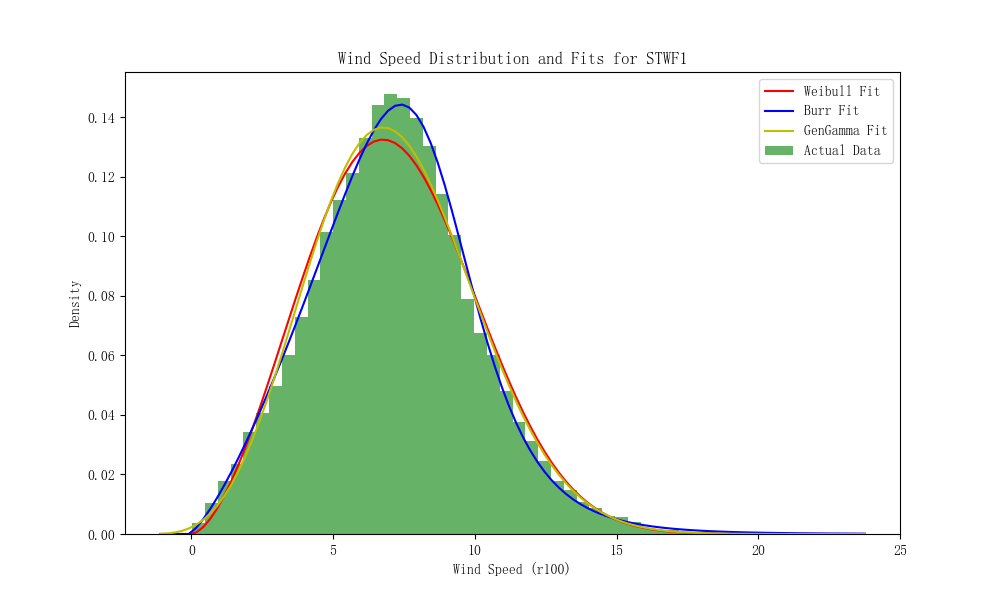 Wind Speed Distribution and Fits for STWF1
Weibull Fit
Burr Fit
GenGamma Fit
Actual Data
0.14
0.12
0.10
0.08
0.06
0.04
0.02
0.00
Density
0
5
10
15
20
25
Wind Speed (r100)